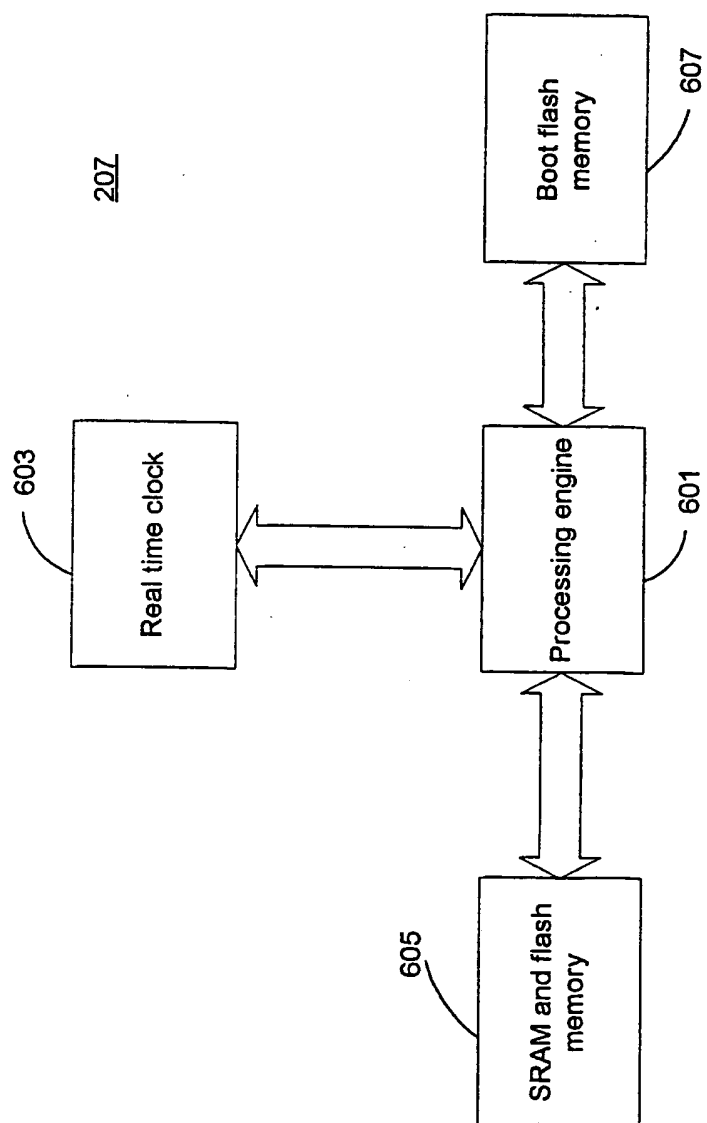 207
603
Real time clock
605
SRAM and flash
memory
Processing engine
601
Boot flash
memory
607